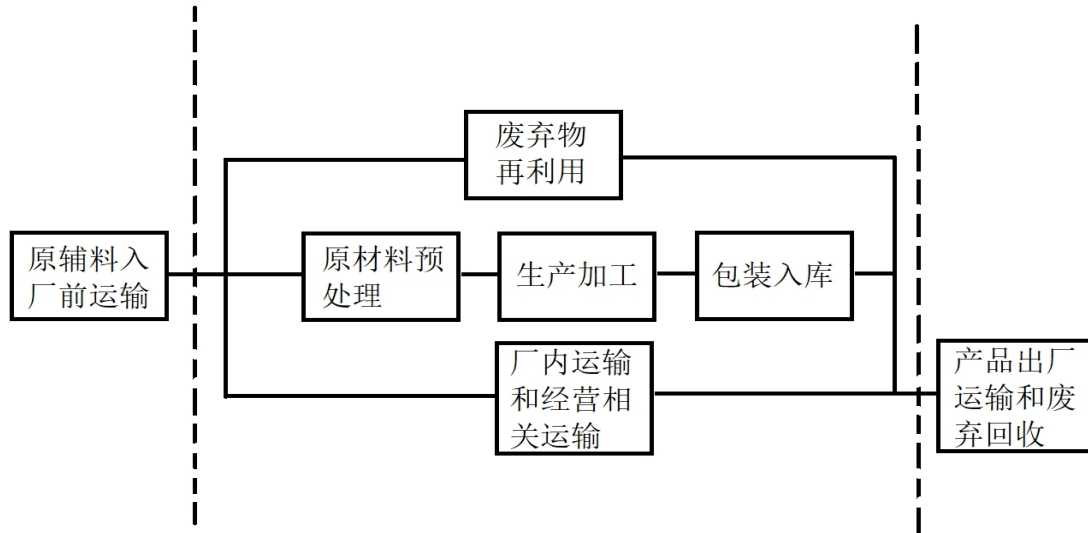 废弃物
再利用
原辅料入
厂前运输
原材料预
处理
生产加工
包装入库
厂内运输
和经营相
关运输
产品出厂
运输和废
弃回收